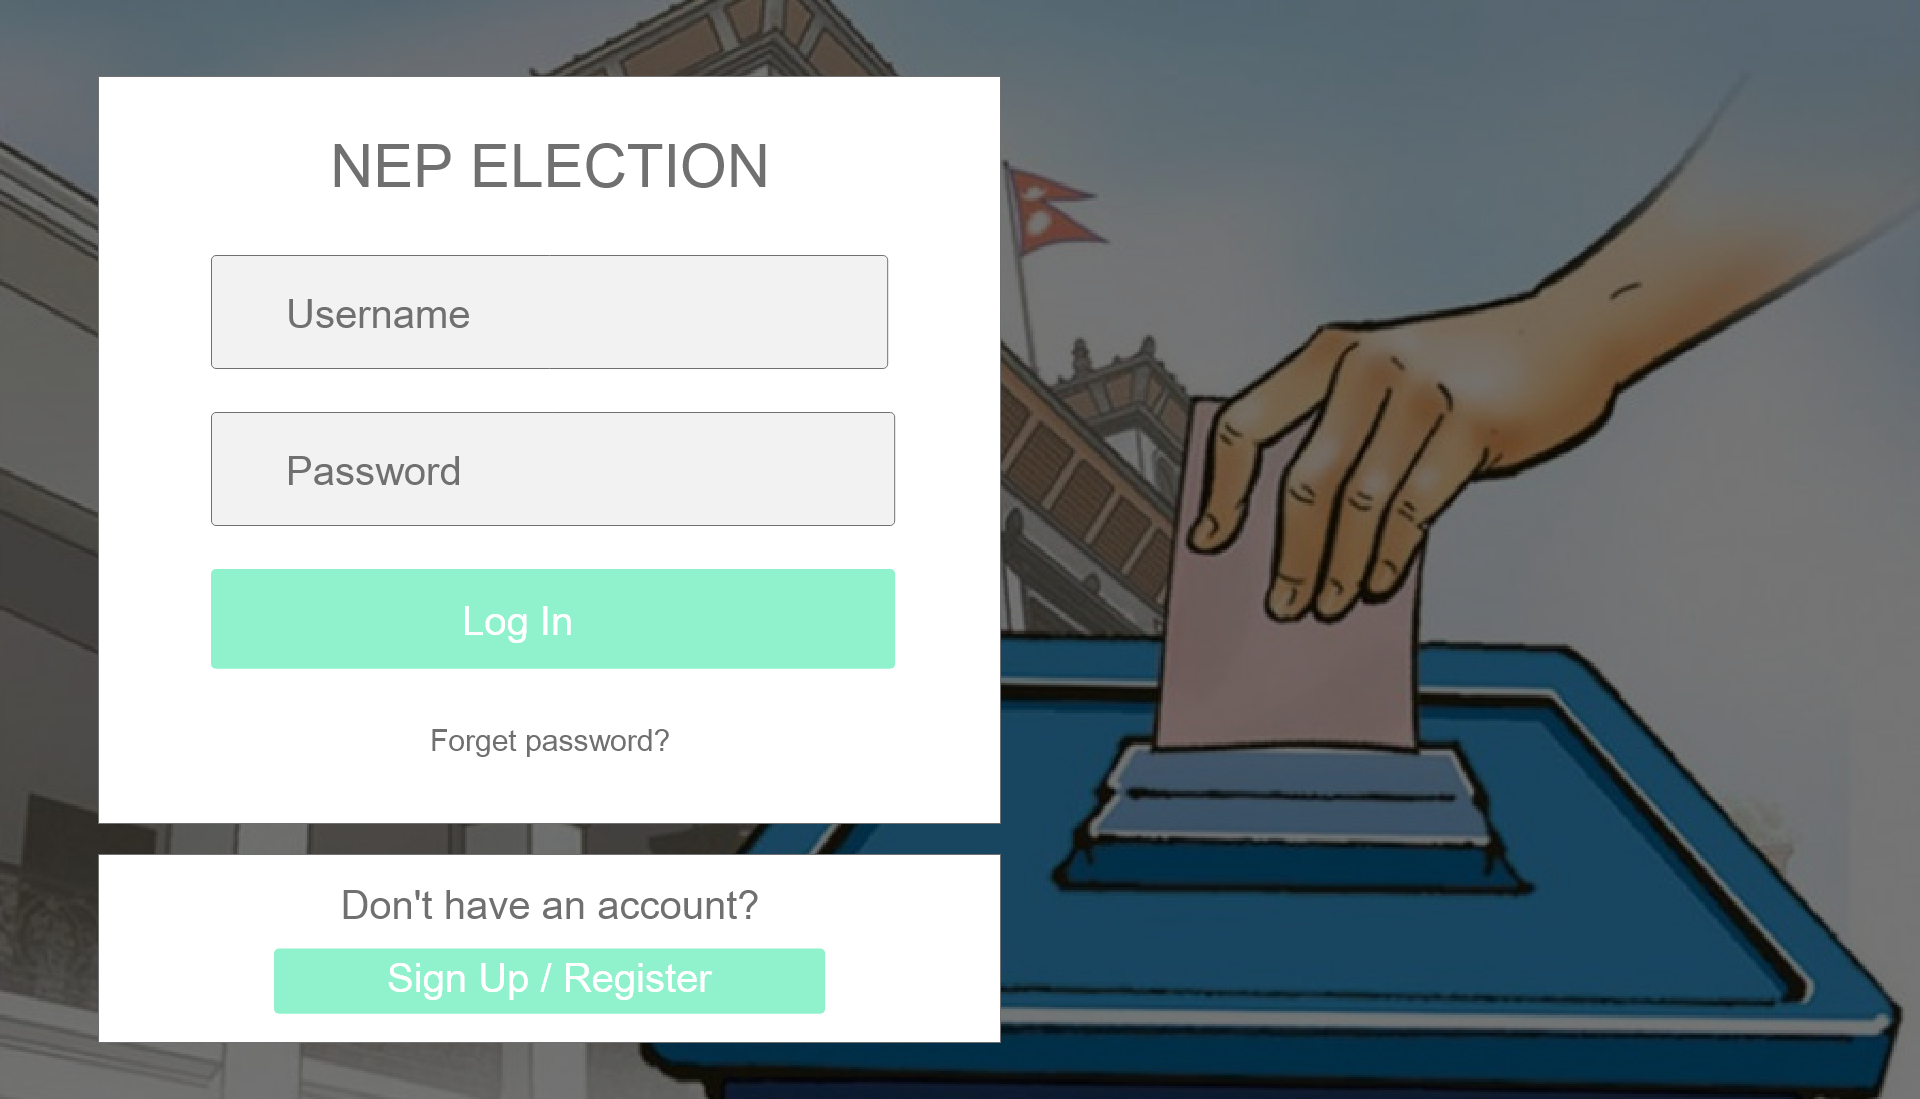 NEP ELECTION
Username
Password
Log In
Forget password?
Don't have an account?
Sign Up / Register